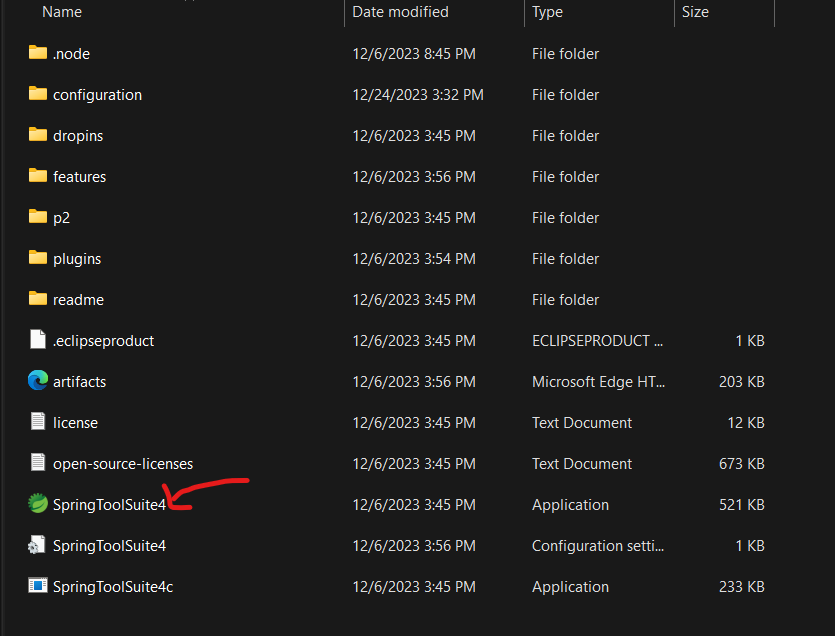 Name Date modified Type Size
.node 12/6/2023 8:45 PM File folder
configuration 12/24/2023 3:32 PM File folder
dropins 12/6/2023 3:45 PM File folder
features 12/6/2023 3:56 PM File folder
p2 12/6/2023 3:45 PM File folder
plugins 12/6/2023 3:54 PM File folder
readme 12/6/2023 3:45 PM File folder
.eclipseproduct 12/6/2023 3:45 PM ECLIPSEPRODUCT ... 1 KB
artifacts 12/6/2023 3:56 PM Microsoft Edge HT... 203 KB
license 12/6/2023 3:45 PM Text Document 12 KB
open-source-licenses 12/6/2023 3:45 PM Text Document 673 KB
SpringToolSuite4 12/6/2023 3:45 PM Application 521 KB
SpringToolSuite4 12/6/2023 3:56 PM Configuration setti... 1 KB
SpringToolSuite4c 12/6/2023 3:45 PM Application 233 KB